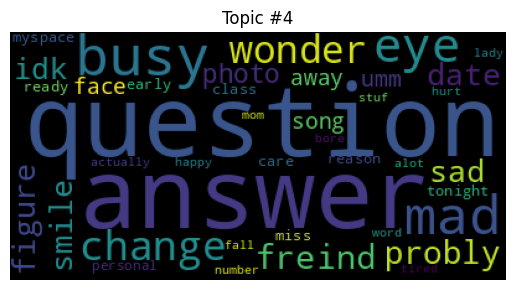 Topic #4
myspace
busy
wonder
eye
lady
idk
photo
away
umm
date
ready
face
early
class
stuf
hurt
question
mom
song
bore
actually
happy
care
reason
alot
sad
figure
smile
answer
tonight
mad
change
miss
word
freind
probly
personal
fall
number
tired